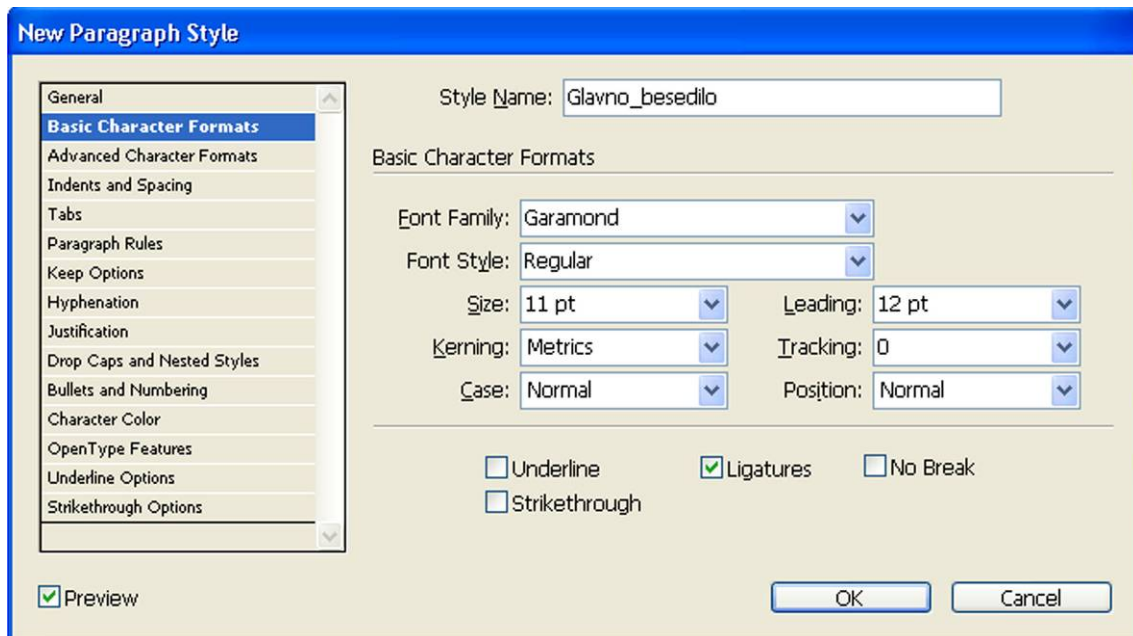 New Paragraph Style
General
Basic Character Formats
Advanced Character Formats
Indents and Spacing
Tabs
Paragraph Rules
Keep Options
Hyphenation
Justification
Drop Caps and Nested Styles
Bullets and Numbering
Character Color
OpenType Features
Underline Options
Strikethrough Options
Style Name: Glavno_besedilo
Basic Character Formats
Font Family: Garamond
Font Style: Regular
Size: 11 pt Leading: 12 pt
Kerning: Metrics Tracking: 0
Case: Normal Position: Normal
Underline Ligatures No Break
Strikethrough
Preview OK Cancel